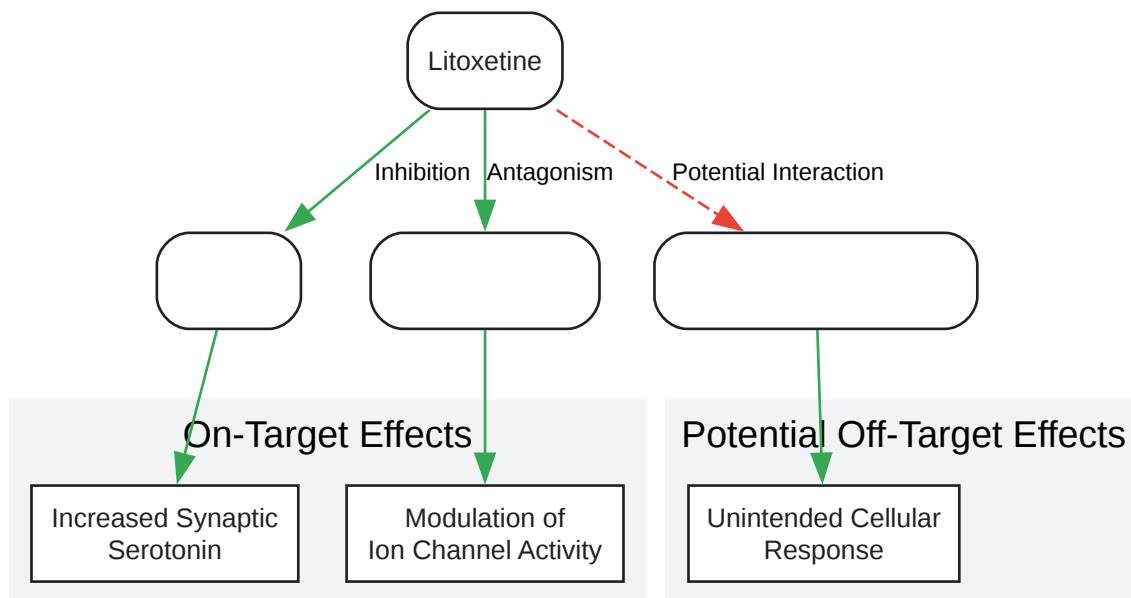 Litoxetine
Inhibition
Antagonism
Potential Interaction
On-Target Effects
Potential Off-Target Effects
Increased Synaptic
Serotonin
Modulation of
Ion Channel Activity
Unintended Cellular
Response